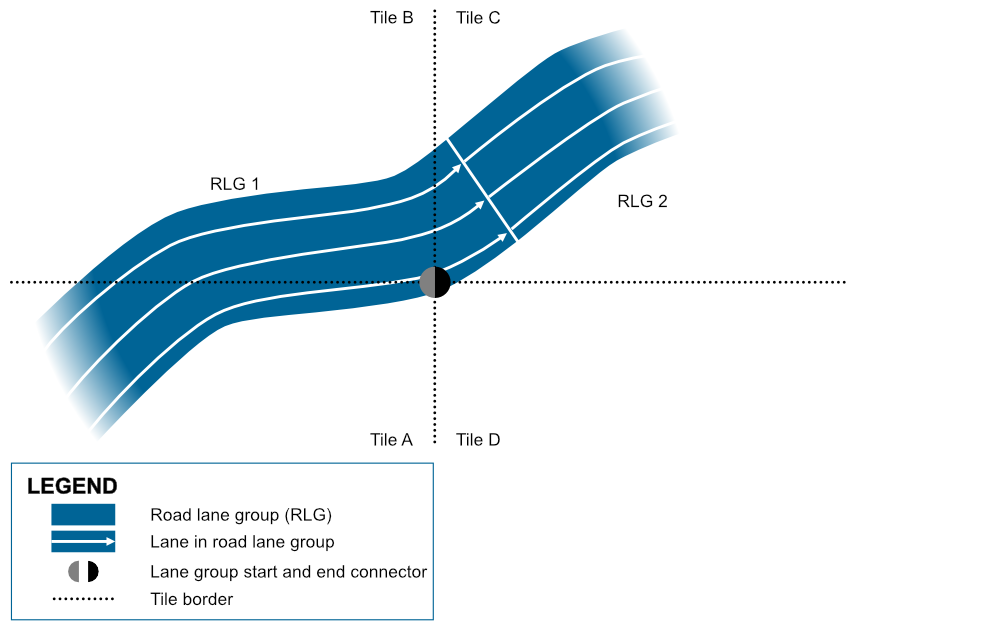 Tile B
Tile C
RLG 1
RLG 2
Tile A
Tile D
LEGEND
Road lane group (RLG)
Lane in road lane group
Lane group start and end connector
Tile border